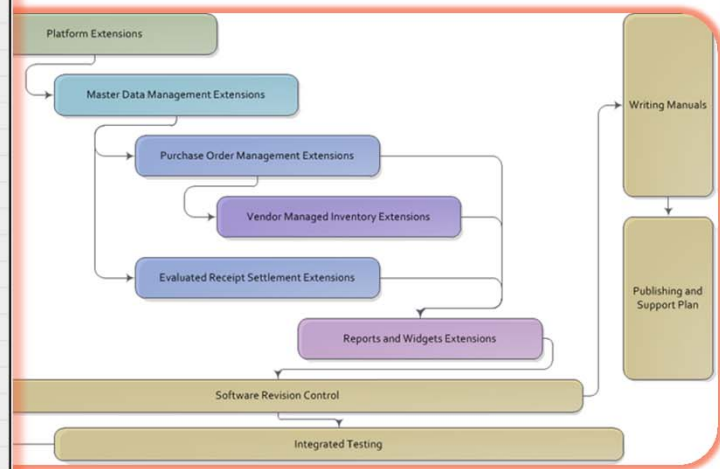 Platform Extensions
Master Data Management Extensions
Purchase Order Management Extensions
Vendor Managed Inventory Extensions
Evaluated Receipt Settlement Extensions
Reports and Widgets Extensions
Software Revision Control
Integrated Testing
Writing Manuals
Publishing and
Support Plan